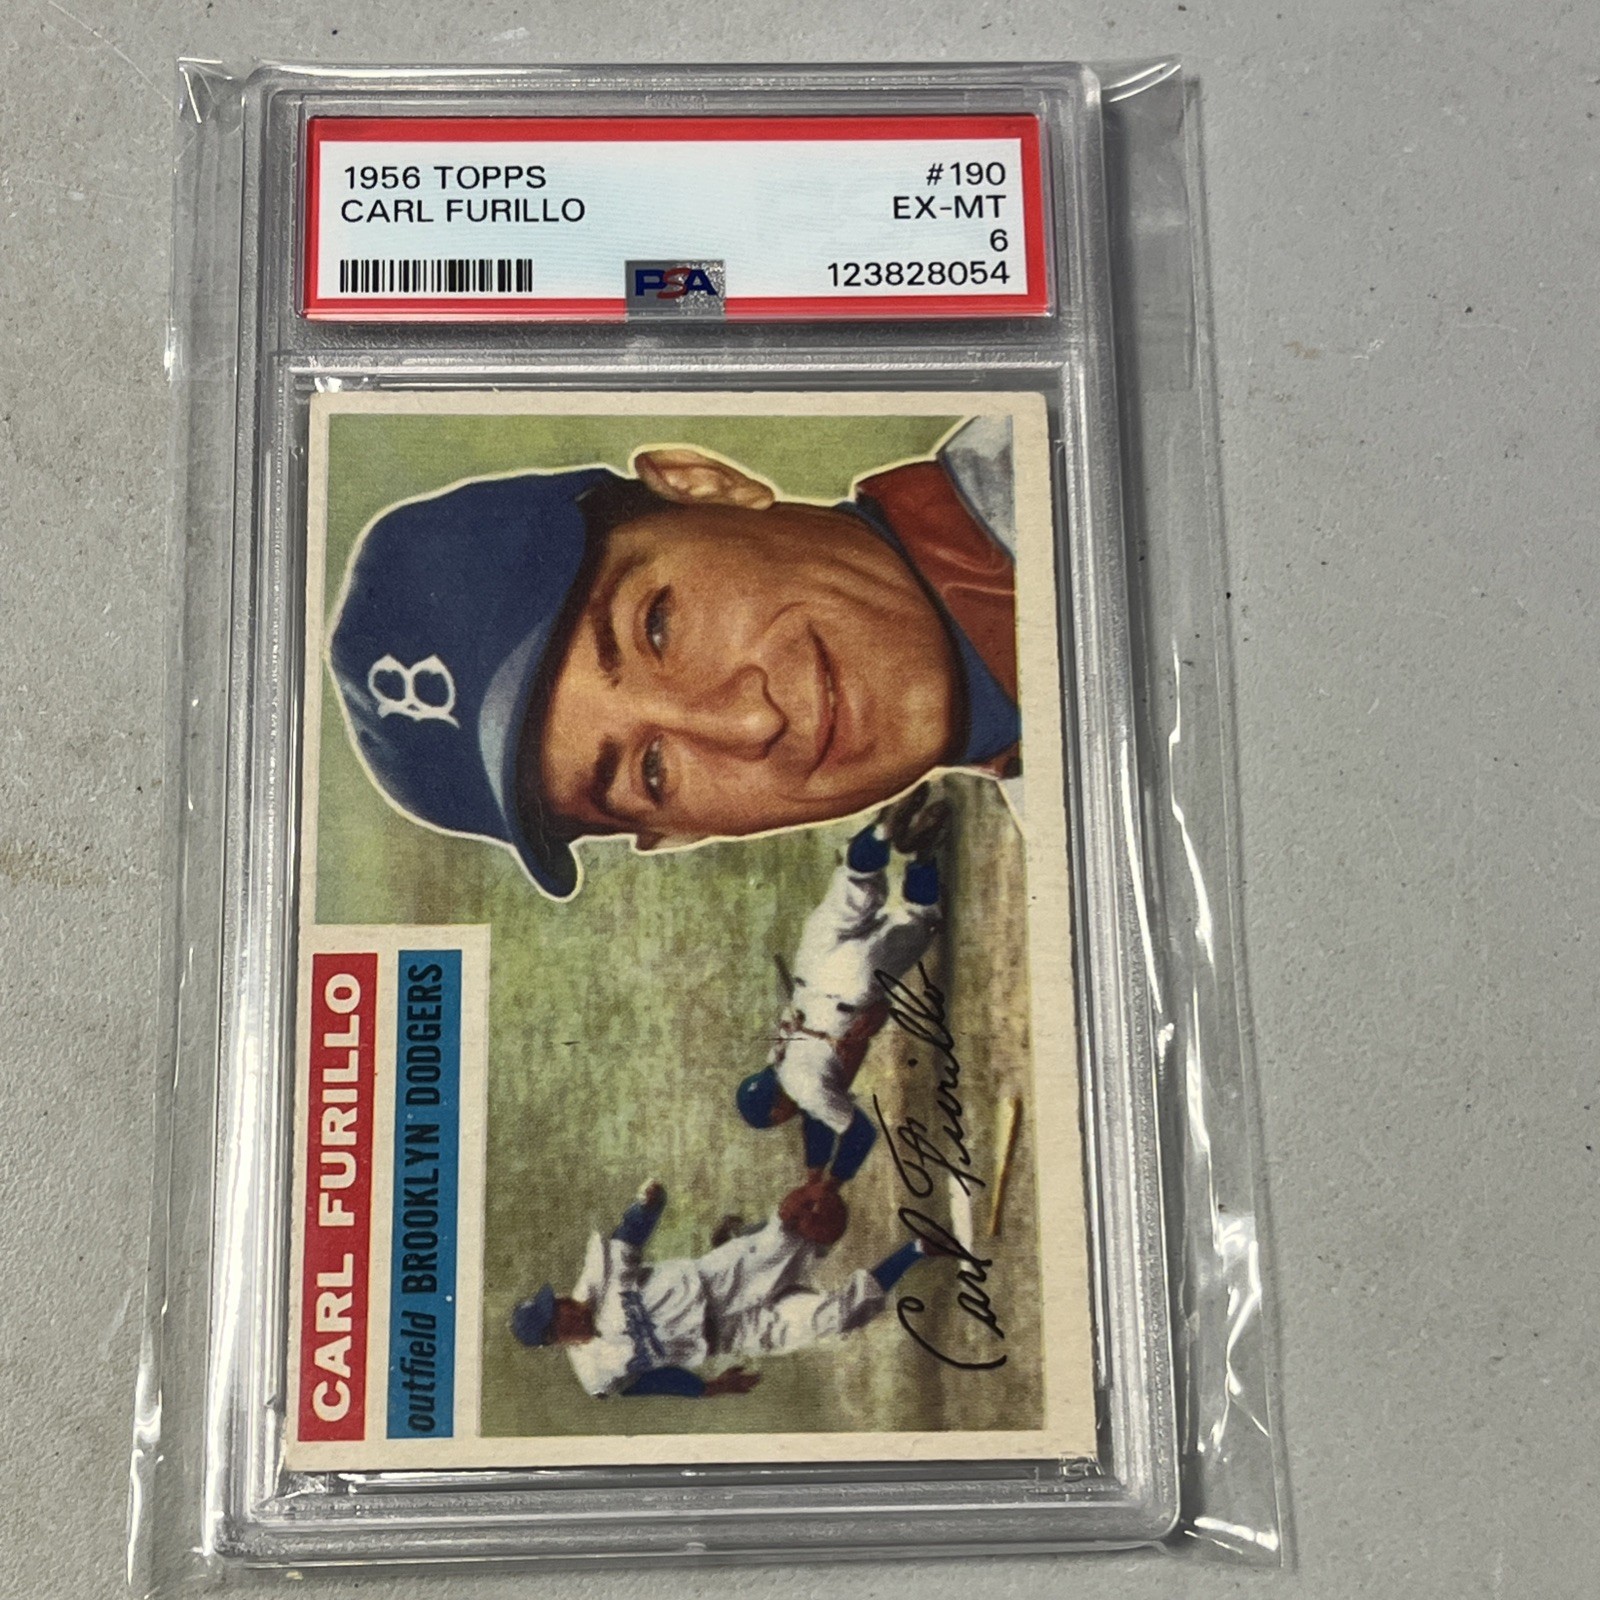 1956 TOPPS #190
CARL FURILLO EX-MT
6
PSA 123828054
B
CARL FURILLO
outfield BROOKLYN DODGERS
Carl Furillo